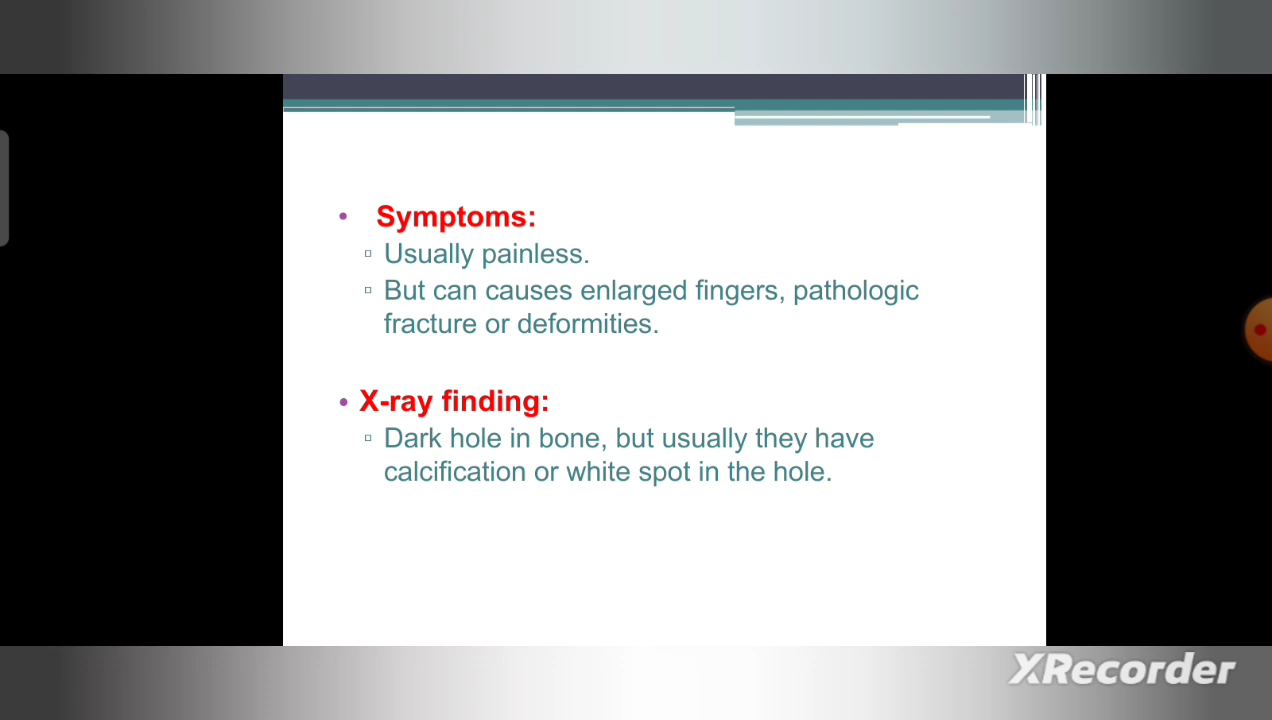 • Symptoms:
▫ Usually painless.
▫ But can causes enlarged fingers, pathologic
fracture or deformities.
• X-ray finding:
▫ Dark hole in bone, but usually they have
calcification or white spot in the hole.
XRecorder